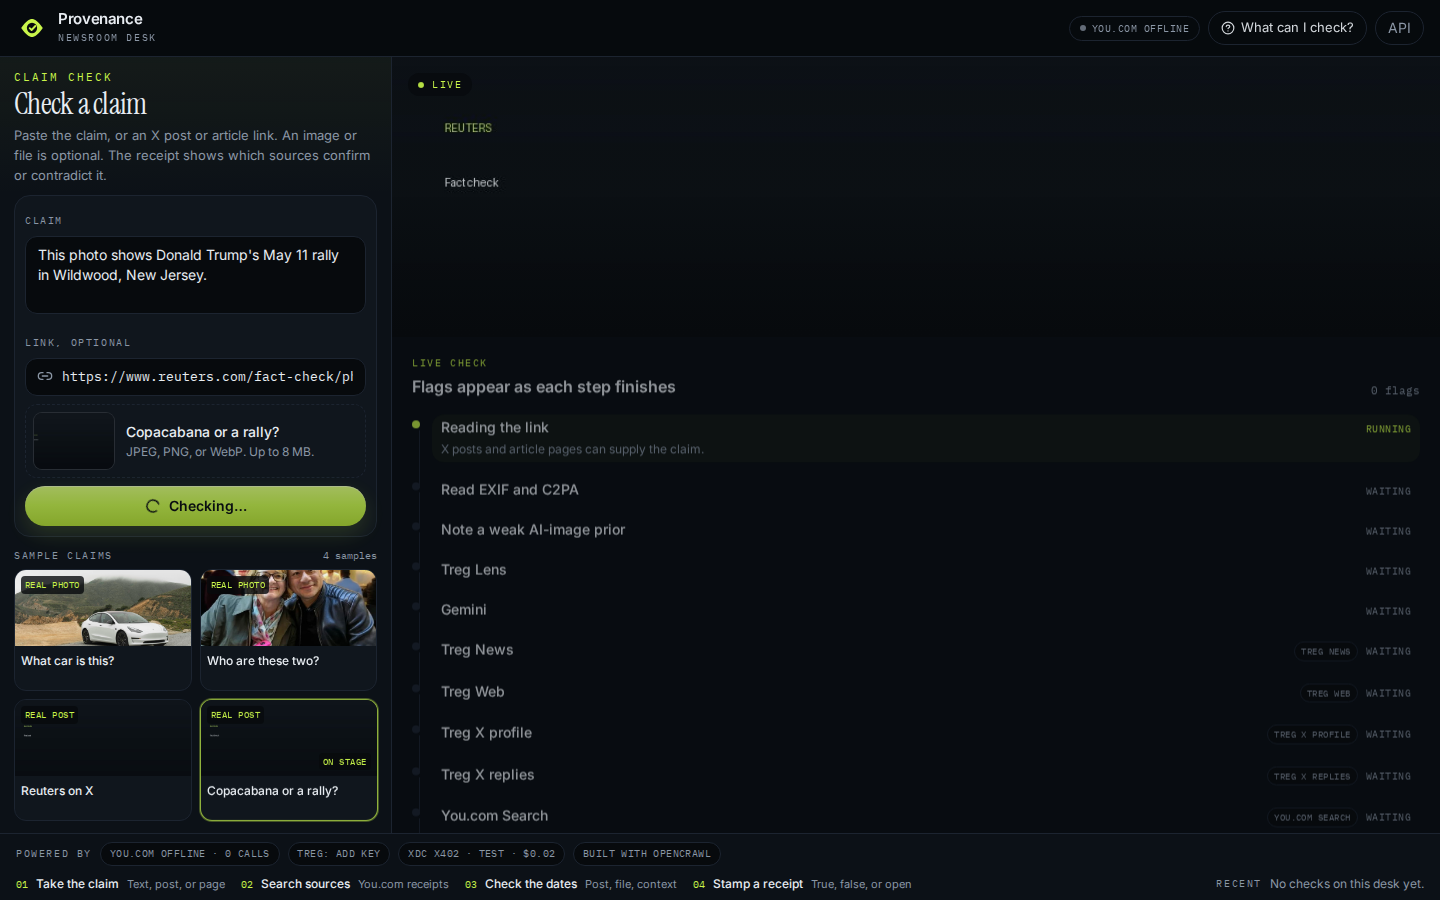 Provenance
NEWSROOM DESK
YOU.COM OFFLINE
What can I check?
API
CLAIM CHECK
Check a claim
Paste the claim, or an X post or article link. An image or
file is optional. The receipt shows which sources confirm
or contradict it.
CLAIM
This photo shows Donald Trump's May 11 rally
in Wildwood, New Jersey.
LINK, OPTIONAL
https://www.reuters.com/fact-check/pl
Copacabana or a rally?
JPEG, PNG, or WebP. Up to 8 MB.
Checking...
SAMPLE CLAIMS
4 samples
REAL PHOTO
What car is this?
REAL PHOTO
Who are these two?
REAL POST
Reuters on X
REAL POST
ON STAGE
Copacabana or a rally?
LIVE
REUTERS
Factcheck
LIVE CHECK
Flags appear as each step finishes
0 flags
Reading the link
RUNNING
X posts and article pages can supply the claim.
Read EXIF and C2PA
WAITING
Note a weak AI-image prior
WAITING
Treg Lens
WAITING
Gemini
WAITING
Treg News
TREG NEWS
WAITING
Treg Web
TREG WEB
WAITING
Treg X profile
TREG X PROFILE
WAITING
Treg X replies
TREG X REPLIES
WAITING
You.com Search
YOU.COM SEARCH
WAITING
POWERED BY
YOU.COM OFFLINE · 0 CALLS
TREG: ADD KEY
XDC X402 · TEST · $0.02
BUILT WITH OPENCRAWL
01 Take the claim Text, post, or page
02 Search sources You.com receipts
03 Check the dates Post, file, context
04 Stamp a receipt True, false, or open
RECENT No checks on this desk yet.